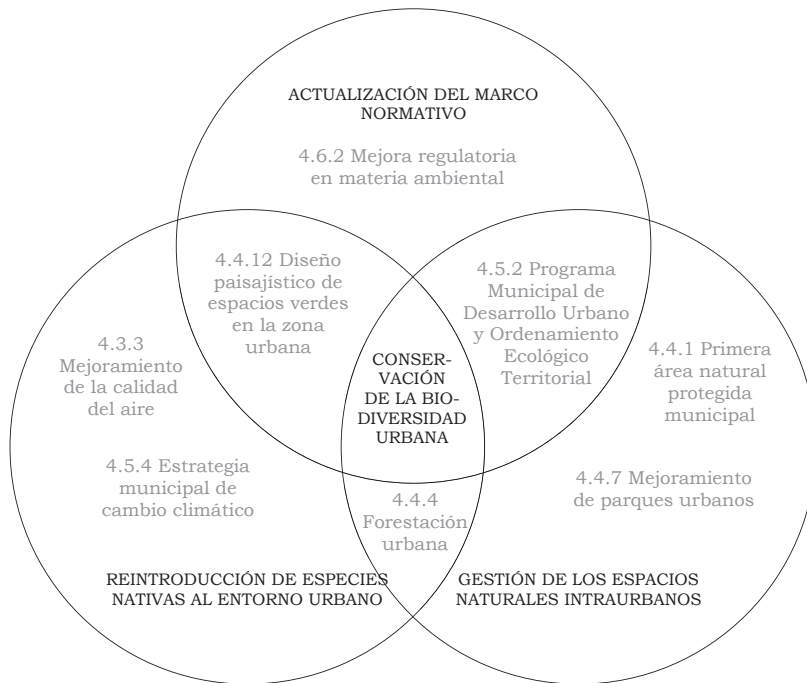 ACTUALIZACIÓN DEL MARCO
NORMATIVO
4.6.2 Mejora regulatoria
en materia ambiental
4.4.12 Diseño
paisajístico de
espacios verdes
en la zona
urbana
4.5.2 Programa
Municipal de
Desarrollo Urbano
y Ordenamiento
Ecológico
Territorial
4.3.3
Mejoramiento
de la calidad
del aire
CONSER-
VACIÓN
DE LA BIO-
DIVERSIDAD
URBANA
4.4.1 Primera
área natural
protegida
municipal
4.5.4 Estrategia
municipal de
cambio climático
4.4.4
Forestación
urbana
4.4.7 Mejoramiento
de parques urbanos
REINTRODUCCIÓN DE ESPECIES
NATIVAS AL ENTORNO URBANO
GESTIÓN DE LOS ESPACIOS
NATURALES INTRAURBANOS